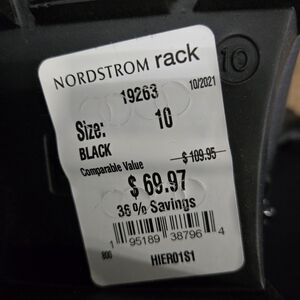 NORDSTROM rack
19263 10/2021
Size: 10
BLACK
Comparable Value $ 109.95
$ 69.97
36 % Savings
1 95189 38796 4
800
HIER01S1
10